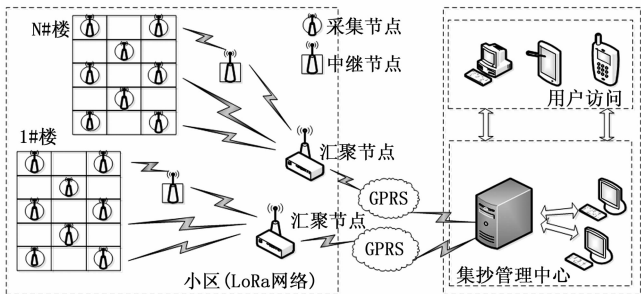 N#楼
采集节点
中继节点
用户访问
1#楼
汇聚节点
GPRS
汇聚节点
GPRS
小区(LoRa网络)
集抄管理中心